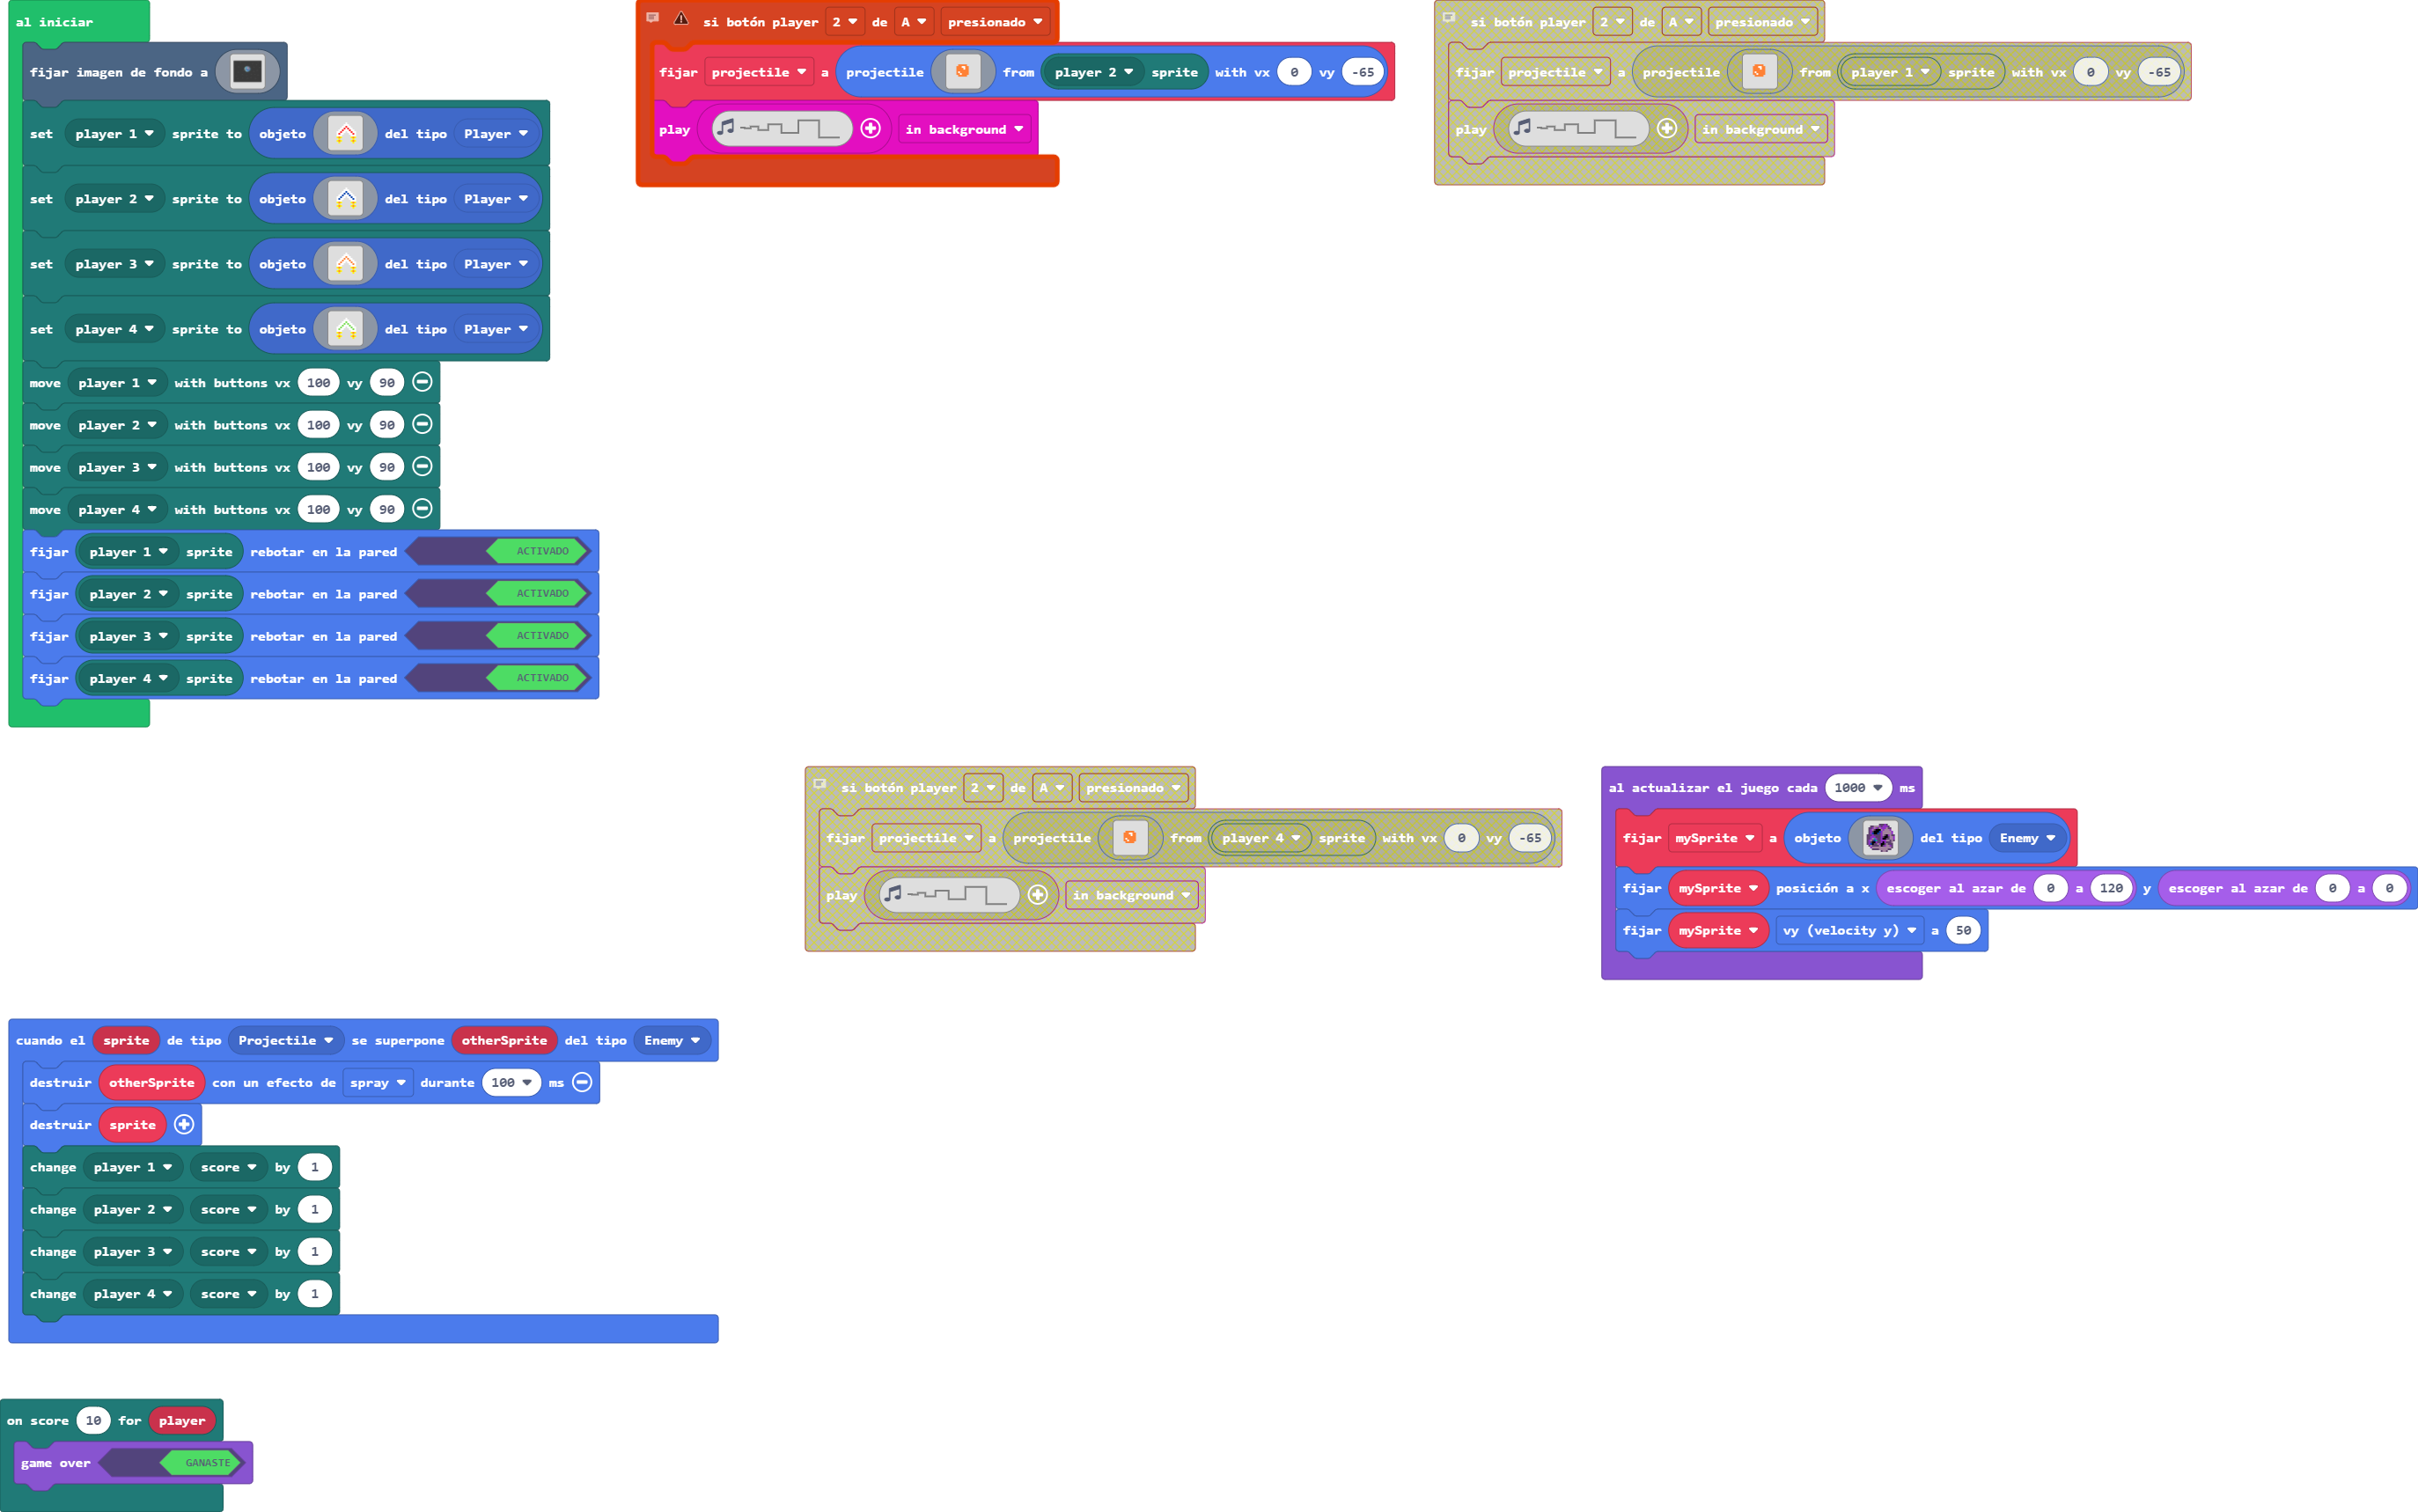 al iniciar
fijar imagen de fondo a
set player 1 sprite to objeto del tipo Player
set player 2 sprite to objeto del tipo Player
set player 3 sprite to objeto del tipo Player
set player 4 sprite to objeto del tipo Player
move player 1 with buttons vx 100 vy 90
move player 2 with buttons vx 100 vy 90
move player 3 with buttons vx 100 vy 90
move player 4 with buttons vx 100 vy 90
fijar player 1 sprite rebotar en la pared ACTIVADO
fijar player 2 sprite rebotar en la pared ACTIVADO
fijar player 3 sprite rebotar en la pared ACTIVADO
fijar player 4 sprite rebotar en la pared ACTIVADO
si botón player 2 de A presionado
fijar projectile a projectile from player 2 sprite with vx 0 vy -65
play in background
si botón player 2 de A presionado
fijar projectile a projectile from player 1 sprite with vx 0 vy -65
play in background
si botón player 2 de A presionado
fijar projectile a projectile from player 4 sprite with vx 0 vy -65
play in background
al actualizar el juego cada 1000 ms
fijar mySprite a objeto del tipo Enemy
fijar mySprite posición a x escoger al azar de 0 a 120 y escoger al azar de 0 a 0
fijar mySprite vy (velocity y) a 50
cuando el sprite de tipo Projectile se superpone otherSprite del tipo Enemy
destruir otherSprite con un efecto de spray durante 100 ms
destruir sprite
change player 1 score by 1
change player 2 score by 1
change player 3 score by 1
change player 4 score by 1
on score 10 for player
game over GANASTE